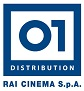 01
DISTRIBUTION
RAI CINEMA S.p.A.